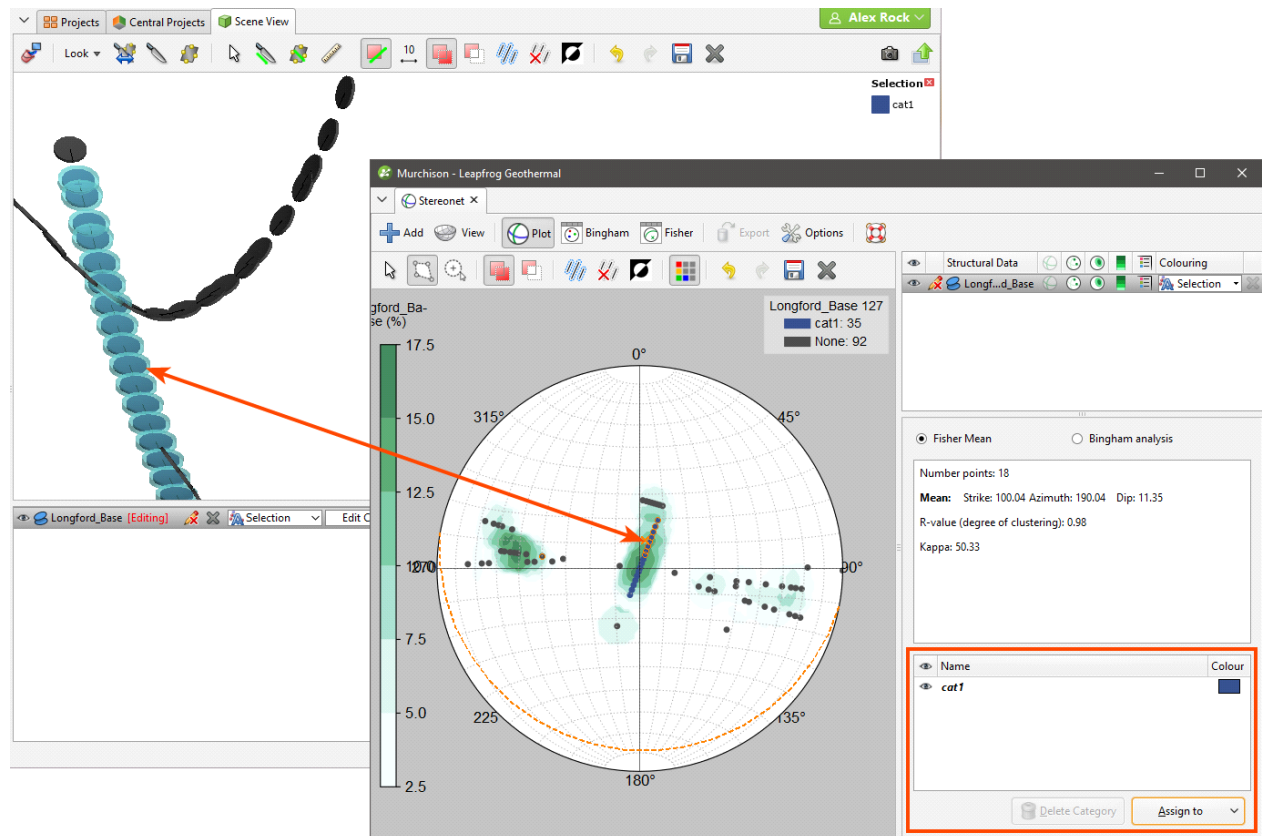 Projects Central Projects Scene View
Alex Rock
Look 10
Selection
cat1
Murchison - Leapfrog Geothermal
Stereonet
Add View Plot Bingham Fisher Export Options
Structural Data Colouring
Longf...d_Base Selection
gford_Ba-
se (%)
Longford_Base 127
cat1: 35
None: 92
17.5
15.0
12.5
10.0
7.5
5.0
2.5
0°
45°
90°
135°
180°
225°
270°
315°
Fisher Mean Bingham analysis
Number points: 18
Mean: Strike: 100.04 Azimuth: 190.04 Dip: 11.35
R-value (degree of clustering): 0.98
Kappa: 50.33
Longford_Base [Editing] Selection Edit C
Name Colour
cat1
Delete Category Assign to